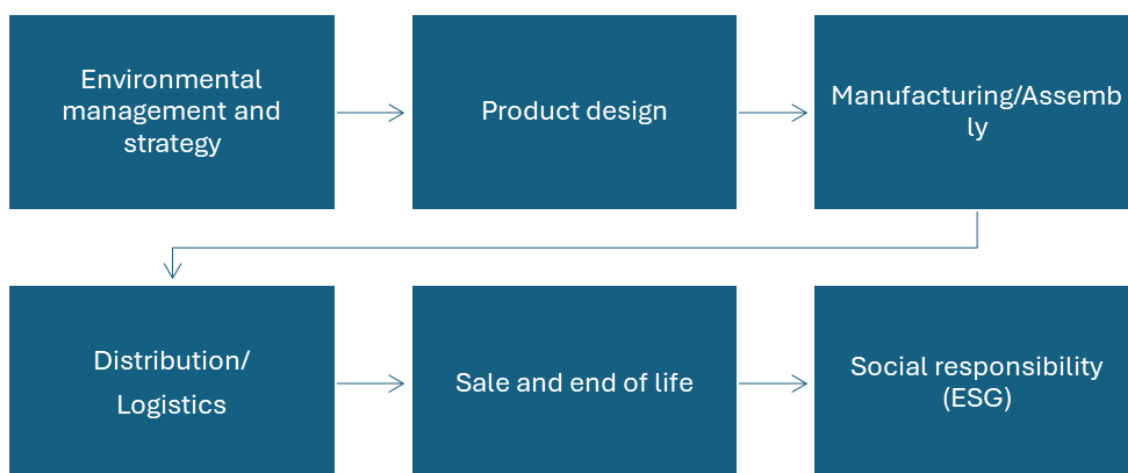 Environmental
management and
strategy
Product design
Manufacturing/Assemb
ly
Distribution/
Logistics
Sale and end of life
Social responsibility
(ESG)